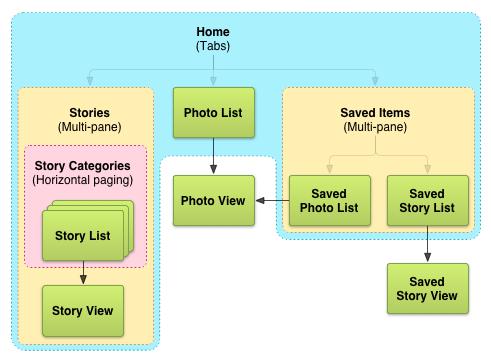 Home
(Tabs)
Stories
(Multi-pane)
Photo List
Saved Items
(Multi-pane)
Story Categories
(Horizontal paging)
Photo View
Saved
Photo List
Saved
Story List
Story List
Story View
Saved
Story View